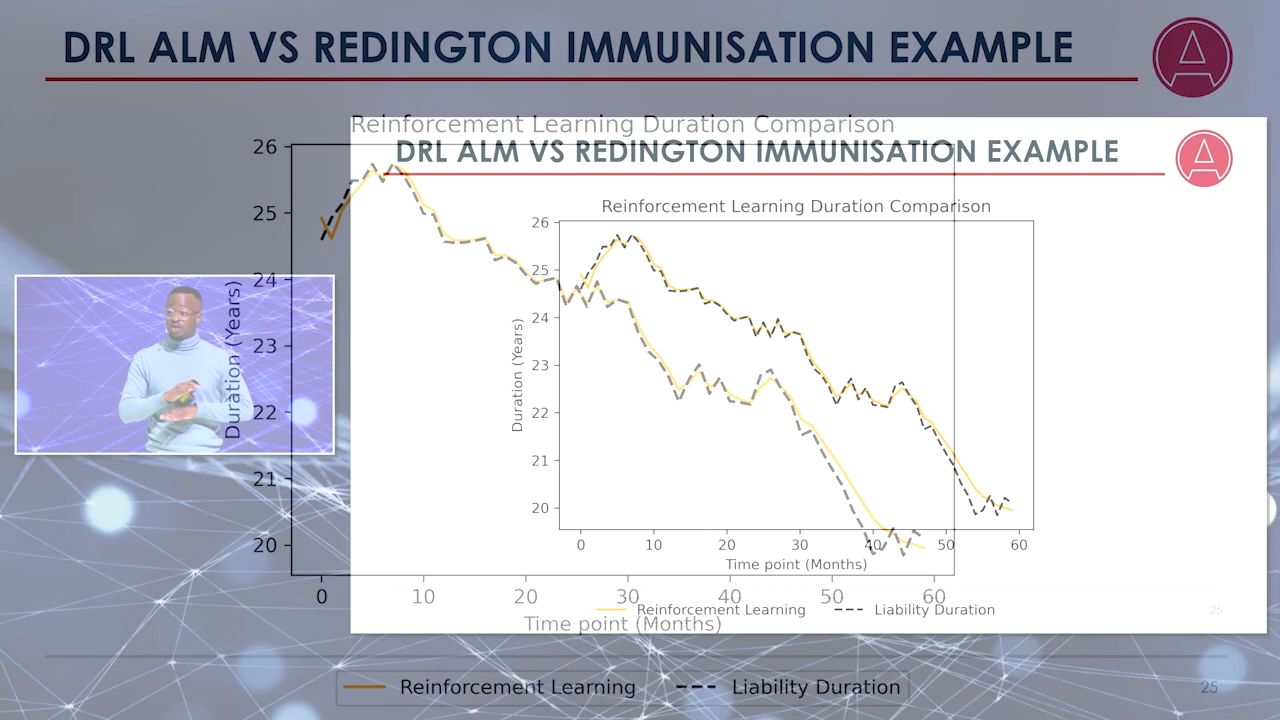 DRL ALM VS REDINGTON IMMUNISATION EXAMPLE
Reinforcement Learning Duration Comparison
26
25
24
23
22
21
20
Duration (Years)
0 10 20 30 40 50 60
Time point (Months)
Reinforcement Learning Liability Duration
25
DRL ALM VS REDINGTON IMMUNISATION EXAMPLE
Reinforcement Learning Duration Comparison
26
25
24
23
22
21
20
Duration (Years)
0 10 20 30 40 50 60
Time point (Months)
Reinforcement Learning Liability Duration
25